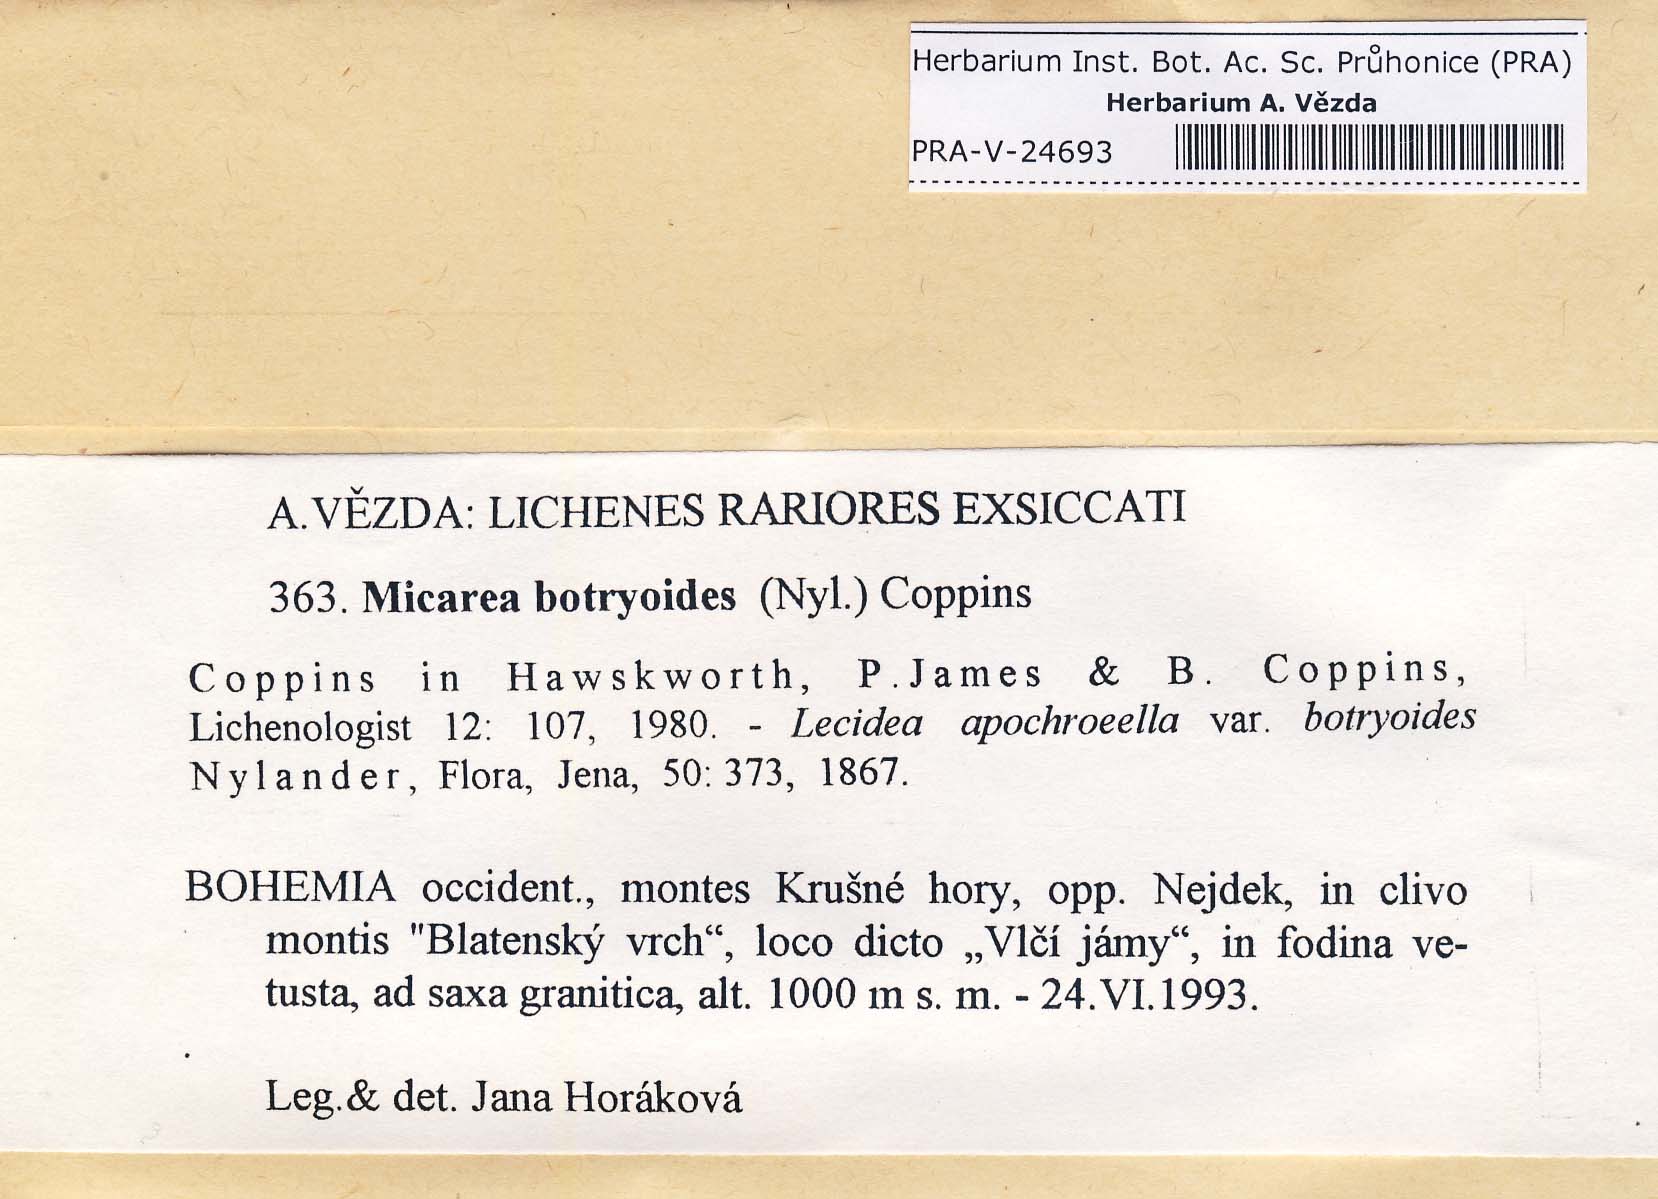 Herbarium Inst. Bot. Ac. Sc. Průhonice (PRA)
Herbarium A. Vězda
PRA-V-24693
A. VĚZDA: LICHENES RARIORES EXSICCATI
363. Micarea botryoides (Nyl.) Coppins
Coppins in Hawskworth, P.James & B. Coppins,
Lichenologist 12: 107, 1980. - Lecidea apochroeella var. botryoides
Nylander, Flora, Jena, 50: 373, 1867.
BOHEMIA occident., montes Krušné hory, opp. Nejdek, in clivo
montis "Blatenský vrch“, loco dicto „Vlčí jámy“, in fodina ve-
tusta, ad saxa granitica, alt. 1000 m s. m. - 24.VI.1993.
Leg.& det. Jana Horáková